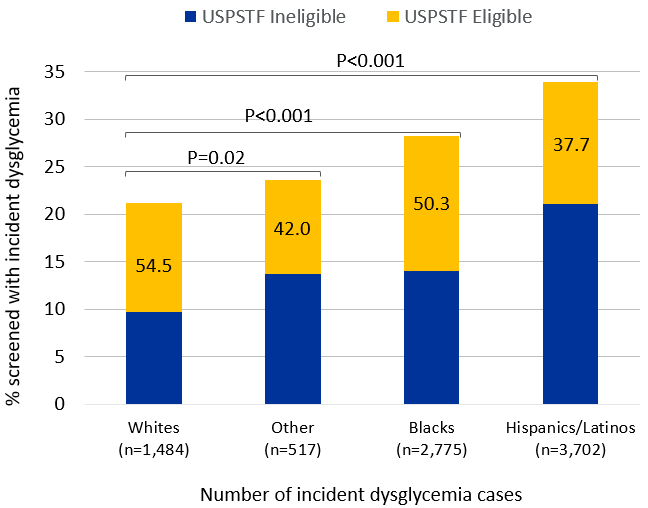 USPSTF Ineligible USPSTF Eligible
P<0.001
35
30
25
20
15
10
5
0
% screened with incident dysglycemia
P<0.001
P=0.02
54.5
42.0
50.3
37.7
Whites
(n=1,484)
Other
(n=517)
Blacks
(n=2,775)
Hispanics/Latinos
(n=3,702)
Number of incident dysglycemia cases